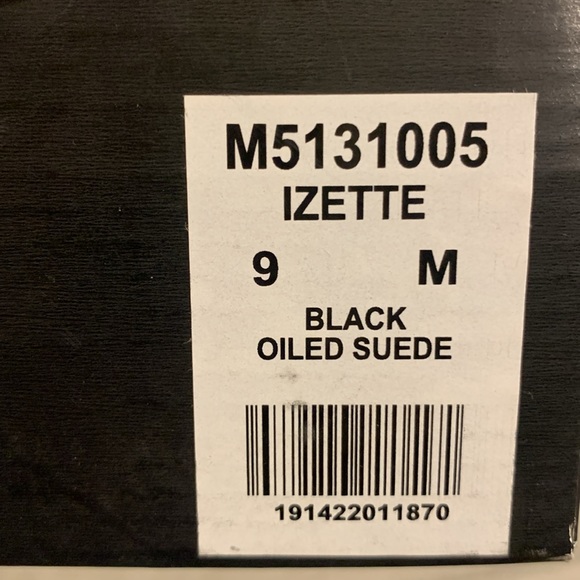 M5131005
IZETTE
9 M
BLACK
OILED SUEDE
191422011870